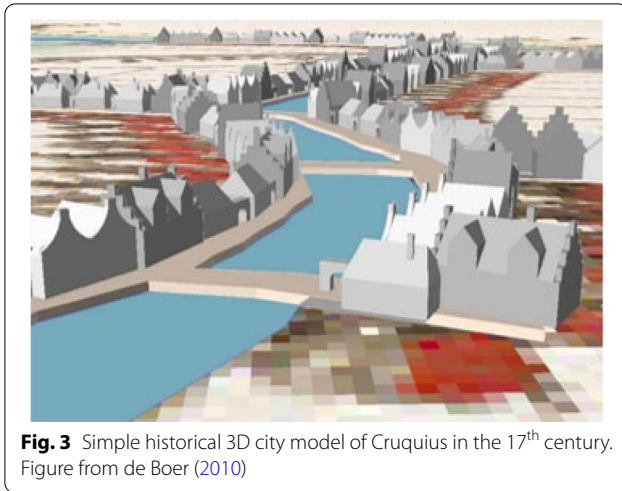 Fig. 3 Simple historical 3D city model of Cruquius in the 17th century.
Figure from de Boer (2010)